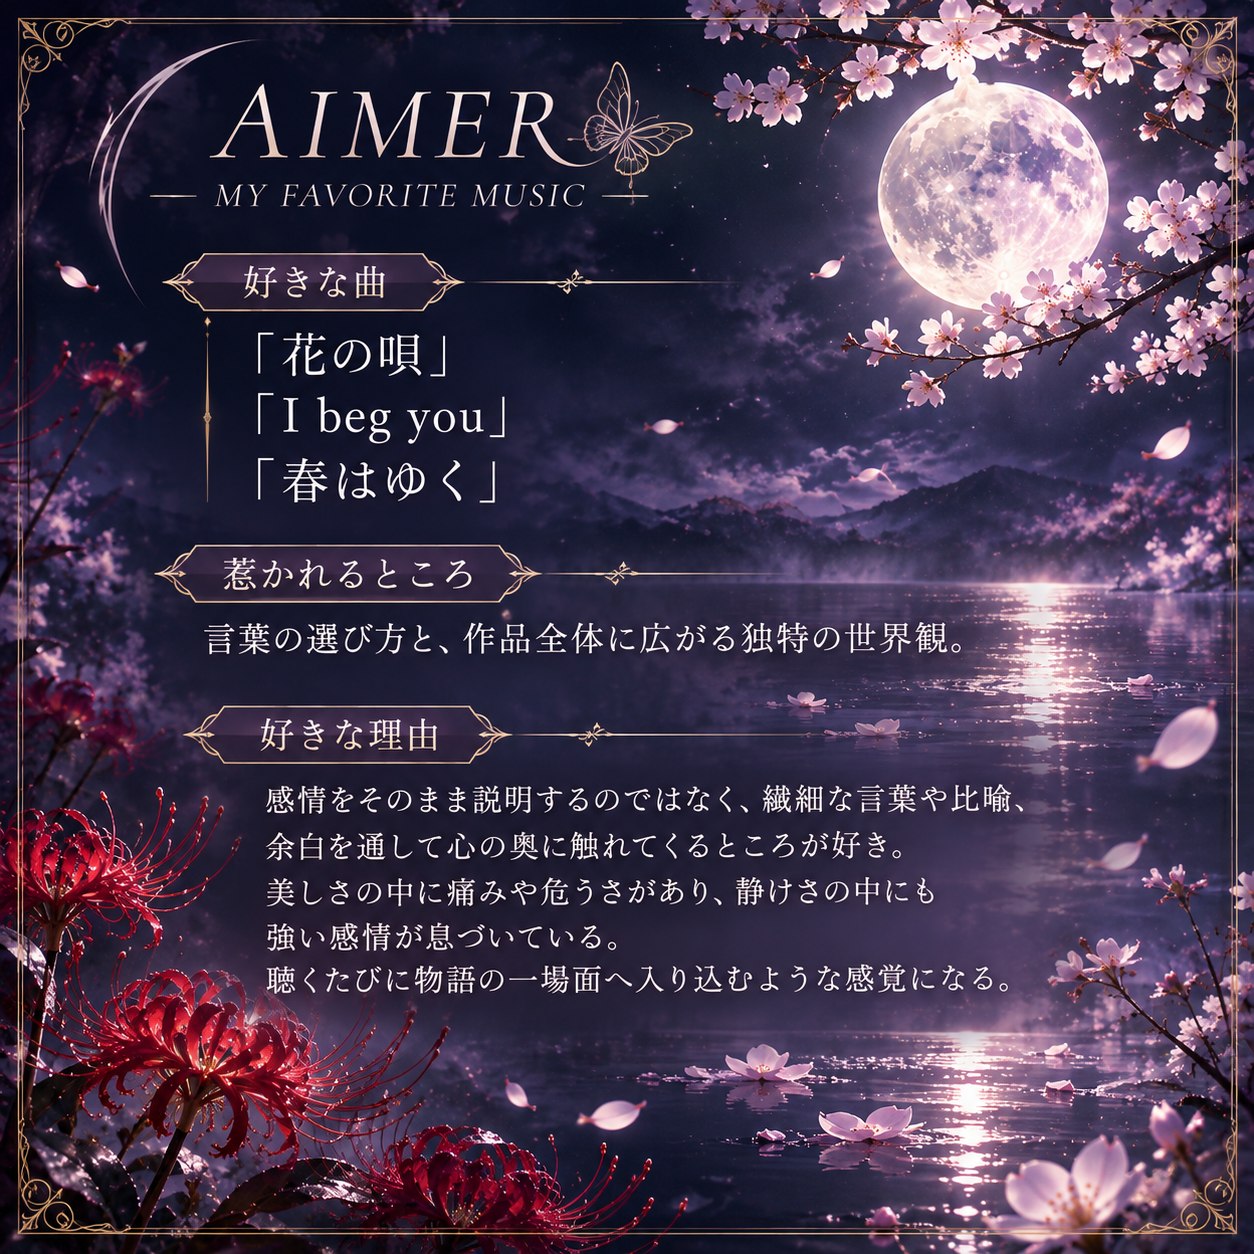 AIMER
MY FAVORITE MUSIC
好きな曲
「花の唄」
「I beg you」
「春はゆく」
惹かれるところ
言葉の選び方と、作品全体に広がる独特の世界観。
好きな理由
感情をそのまま説明するのではなく、繊細な言葉や比喩、
余白を通して心の奥に触れてくるところが好き。
美しさの中に痛みや危うさがあり、静けさの中にも
強い感情が息づいている。
聴くたびに物語の一場面へ入り込むような感覚になる。